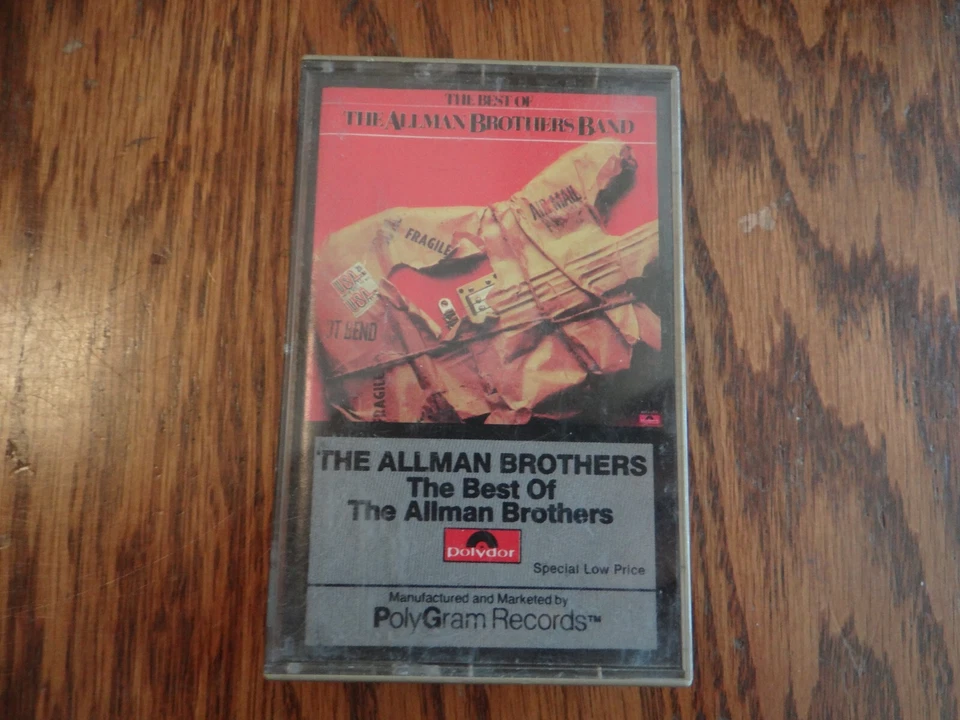 THE BEST OF
THE ALLMAN BROTHERS BAND
AIR MAIL
FRAGILE
FRAGILE
THE ALLMAN BROTHERS
The Best Of
The Allman Brothers
polydor
Special Low Price
Manufactured and Marketed by
PolyGram Records™